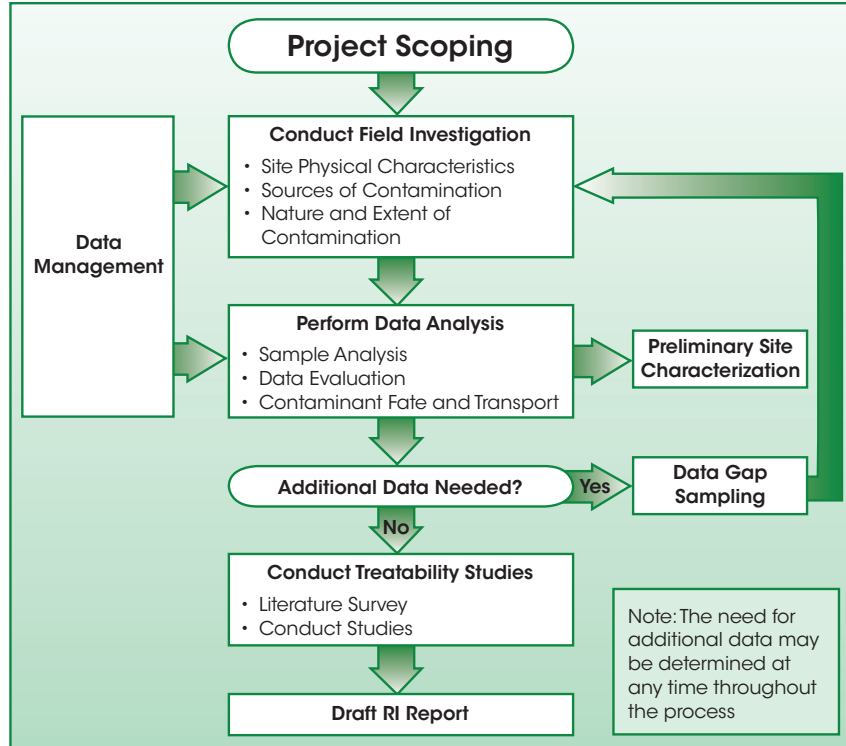 Project Scoping
Conduct Field Investigation
• Site Physical Characteristics
• Sources of Contamination
• Nature and Extent of
Contamination
Data
Management
Perform Data Analysis
• Sample Analysis
• Data Evaluation
• Contaminant Fate and Transport
Preliminary Site
Characterization
Additional Data Needed?
Yes
Data Gap
Sampling
No
Conduct Treatability Studies
• Literature Survey
• Conduct Studies
Note: The need for
additional data may
be determined at
any time throughout
the process
Draft RI Report